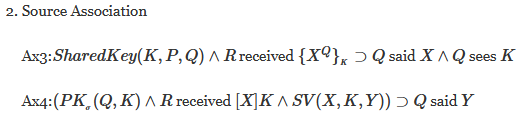 2. Source Association
Ax3: SharedKey(K, P, Q) ∧ R received {X^Q}_K ⊃ Q said X ∧ Q sees K
Ax4: (PK_σ(Q, K) ∧ R received [X]K ∧ SV(X, K, Y)) ⊃ Q said Y